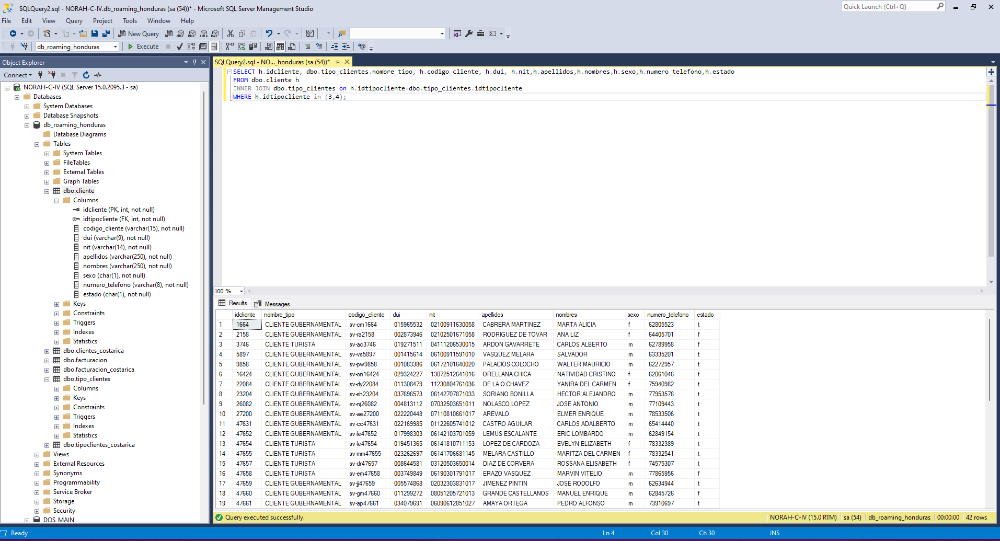 SQLQuery2.sql - NORAH-C-IV.db_roaming_honduras (sa (54))* - Microsoft SQL Server Management Studio
Quick Launch (Ctrl+Q)
File Edit View Query Project Tools Window Help
New Query MDX DMX XMLA DAX
db_roaming_honduras Execute
Object Explorer
Connect
NORAH-C-IV (SQL Server 15.0.2095.3 - sa)
Databases
System Databases
Database Snapshots
db_roaming_honduras
Database Diagrams
Tables
System Tables
FileTables
External Tables
Graph Tables
dbo.cliente
Columns
idcliente (PK, int, not null)
idtipocliente (FK, int, not null)
codigo_cliente (varchar(15), not null)
dui (varchar(9), not null)
nit (varchar(14), not null)
apellidos (varchar(250), not null)
nombres (varchar(250), not null)
sexo (char(1), not null)
numero_telefono (varchar(8), not null)
estado (char(1), not null)
Keys
Constraints
Triggers
Indexes
Statistics
dbo.clientes_costarica
dbo.facturacion
dbo.facturacion_costarica
dbo.tipo_clientes
Columns
Keys
Constraints
Triggers
Indexes
Statistics
dbo.tipoclientes_costarica
Views
External Resources
Synonyms
Programmability
Service Broker
Storage
Security
DOS_MAIN
SQLQuery2.sql - NO..._honduras (sa (54))*
SELECT h.idcliente, dbo.tipo_clientes.nombre_tipo, h.codigo_cliente, h.dui, h.nit,h.apellidos,h.nombres,h.sexo,h.numero_telefono,h.estado
FROM dbo.cliente h
INNER JOIN dbo.tipo_clientes on h.idtipocliente=dbo.tipo_clientes.idtipocliente
WHERE h.idtipocliente in (3,4);
100 %
Results Messages
idcliente nombre_tipo codigo_cliente dui nit apellidos nombres sexo numero_telefono estado
1 1664 CLIENTE GUBERNAMENTAL sv-cm1664 015965532 02100911630058 CABRERA MARTINEZ MARTA ALICIA f 62805523 t
2 2158 CLIENTE GUBERNAMENTAL sv-ra2158 002873946 02102501671058 RODRIGUEZ DE TOVAR ANA LIZ f 64405701 f
3 3746 CLIENTE TURISTA sv-ac3746 019271511 04111206530015 ARDON GAVARRETE CARLOS ALBERTO m 62789958 f
4 5897 CLIENTE GUBERNAMENTAL sv-vs5897 001415614 06100911591010 VASQUEZ MELARA SALVADOR m 63335201 t
5 9858 CLIENTE GUBERNAMENTAL sv-pw9858 001083386 06172101640020 PALACIOS COLOCHO WALTER MAURICIO m 62272957 t
6 16424 CLIENTE GUBERNAMENTAL sv-on16424 029324227 13072512641016 ORELLANA CHICA NATIVIDAD CRISTINO f 62061046 t
7 22084 CLIENTE GUBERNAMENTAL sv-dy22084 011308479 11230804761036 DE LA O CHAVEZ YANIRA DEL CARMEN f 75940982 t
8 23204 CLIENTE GUBERNAMENTAL sv-sh23204 037696573 06142707871033 SORIANO BONILLA HECTOR ALEJANDRO m 77953576 t
9 26082 CLIENTE GUBERNAMENTAL sv-nj26082 004813112 07032503651011 NOLASCO LOPEZ JOSE ANTONIO m 77109443 t
10 27200 CLIENTE GUBERNAMENTAL sv-ae27200 022220448 07110810661017 AREVALO ELMER ENRIQUE m 78533506 t
11 47631 CLIENTE GUBERNAMENTAL sv-cc47631 022169985 01122605741012 CASTRO AGUILAR CARLOS ADALBERTO m 65414440 t
12 47652 CLIENTE GUBERNAMENTAL sv-le47652 017998303 06142103701059 LEMUS ESCALANTE ERIC LOMBARDO m 62849154 t
13 47654 CLIENTE TURISTA sv-le47654 019451365 06141810711153 LOPEZ DE CARDOZA EVELYN ELIZABETH f 78332389 t
14 47655 CLIENTE TURISTA sv-mm47655 023262697 06141706681145 MELARA CASTILLO MARITZA DEL CARMEN f 78332541 t
15 47657 CLIENTE TURISTA sv-dr47657 008644581 03120503650014 DIAZ DE CORVERA ROSSANA ELISABETH f 74575307 t
16 47658 CLIENTE TURISTA sv-em47658 003749849 06190301791017 ERAZO VASQUEZ MARVIN VITELIO m 77865956 f
17 47659 CLIENTE GUBERNAMENTAL sv-jj47659 005574868 02032303831017 JIMENEZ PINTIN JOSE RODOLFO m 62634944 t
18 47660 CLIENTE GUBERNAMENTAL sv-gm47660 011299272 08051205721013 GRANDE CASTELLANOS MANUEL ENRIQUE m 62845726 f
19 47661 CLIENTE GUBERNAMENTAL sv-ap47661 034079691 06090612851027 AMAYA ORTEGA PEDRO ALFONSO m 73910697 t
Query executed successfully. NORAH-C-IV (15.0 RTM) sa (54) db_roaming_honduras 00:00:00 42 rows
Ready Ln 4 Col 30 Ch 30 INS